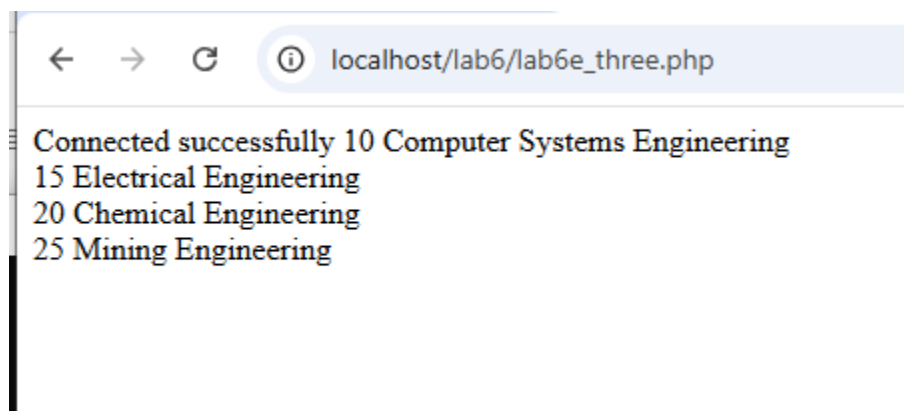 localhost/lab6/lab6e_three.php
Connected successfully 10 Computer Systems Engineering
15 Electrical Engineering
20 Chemical Engineering
25 Mining Engineering